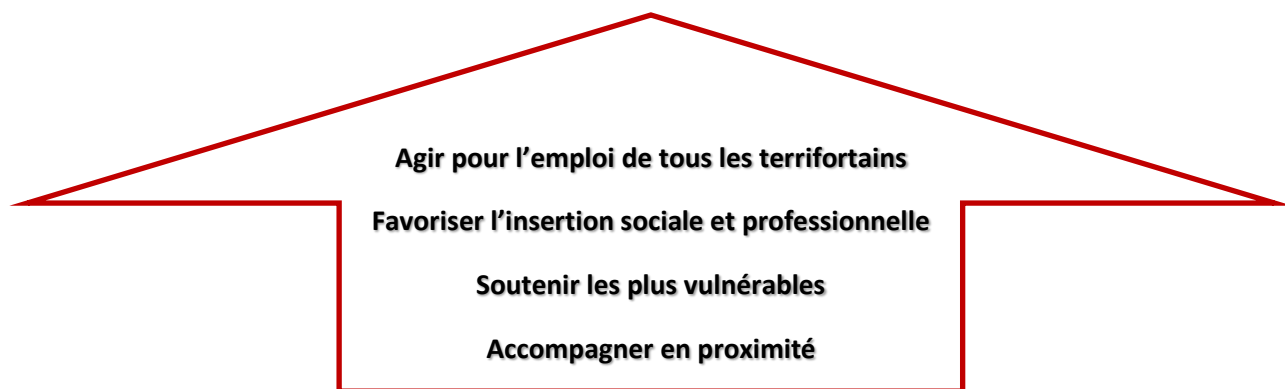 Agir pour l’emploi de tous les terrifortains
Favoriser l’insertion sociale et professionnelle
Soutenir les plus vulnérables
Accompagner en proximité